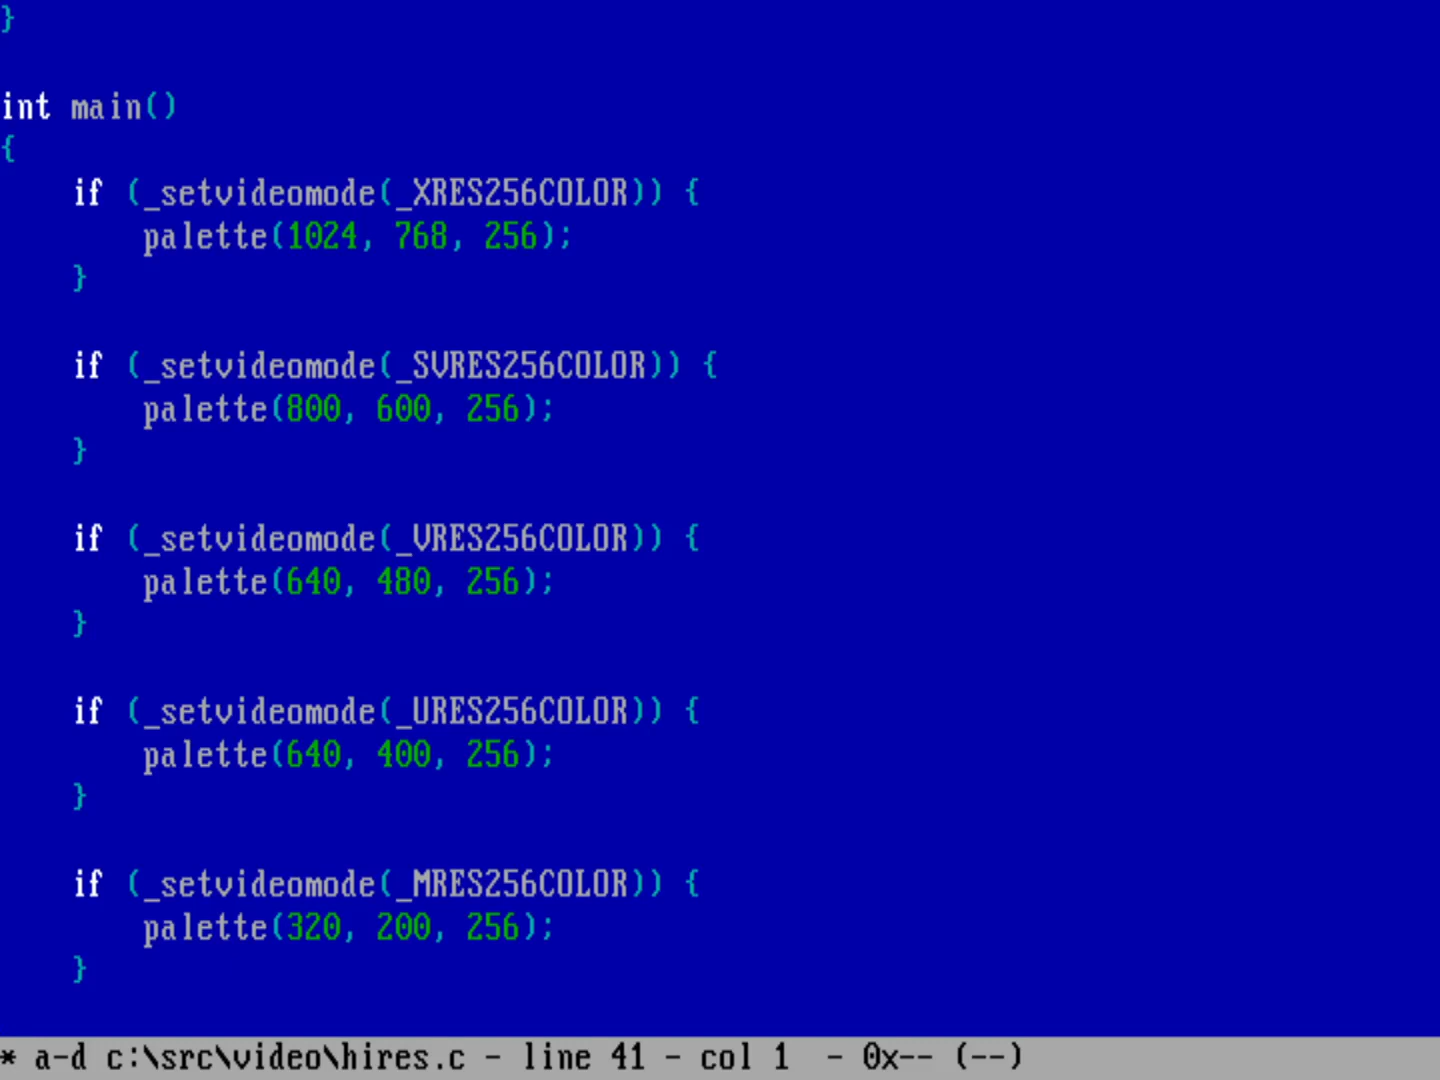 }
int main()
{
    if (_setvideomode(_XRES256COLOR)) {
        palette(1024, 768, 256);
    }
    if (_setvideomode(_SVRES256COLOR)) {
        palette(800, 600, 256);
    }
    if (_setvideomode(_VRES256COLOR)) {
        palette(640, 480, 256);
    }
    if (_setvideomode(_URES256COLOR)) {
        palette(640, 400, 256);
    }
    if (_setvideomode(_MRES256COLOR)) {
        palette(320, 200, 256);
    }
* a-d c:\src\video\hires.c - line 41 - col 1  - 0x-- (--)